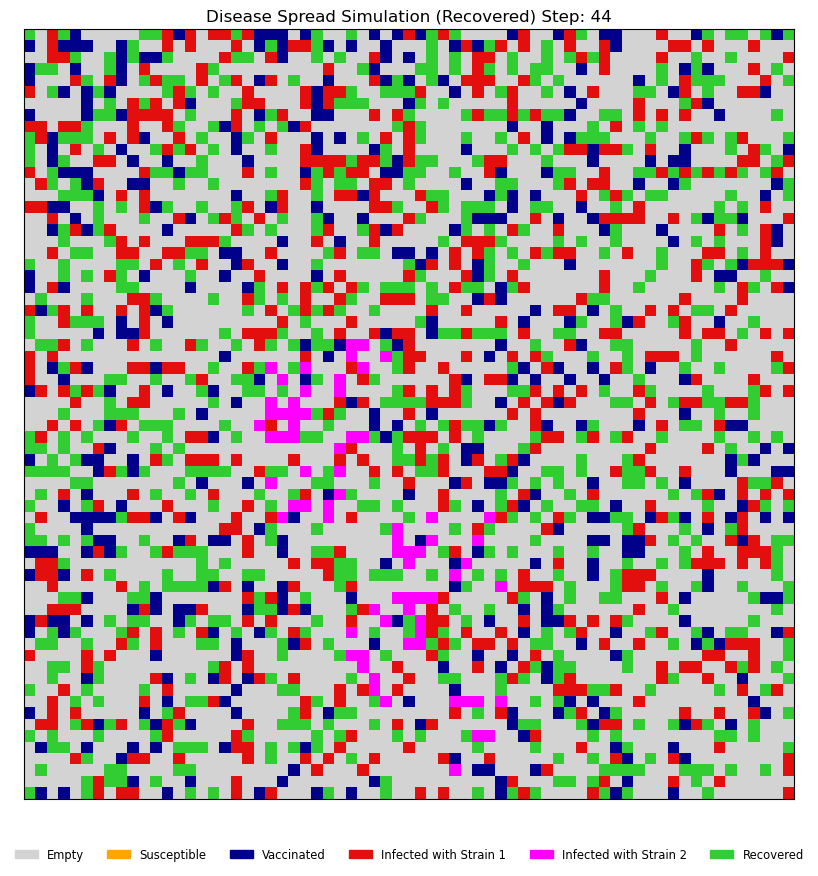 Disease Spread Simulation (Recovered) Step: 44
Empty Susceptible Vaccinated Infected with Strain 1 Infected with Strain 2 Recovered